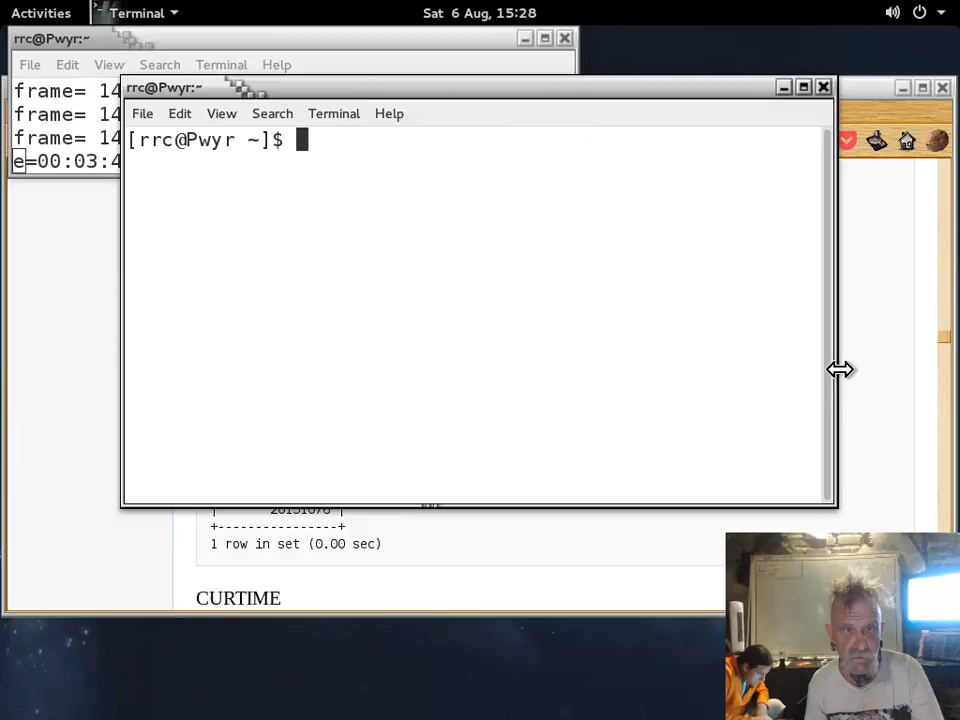 Activities Terminal Sat 6 Aug, 15:28
rrc@Pwyr:~
File Edit View Search Terminal Help
frame= 14
frame= 14
frame= 14
e=00:03:4
rrc@Pwyr:~
File Edit View Search Terminal Help
[rrc@Pwyr ~]$
+----------------+
1 row in set (0.00 sec)
CURTIME